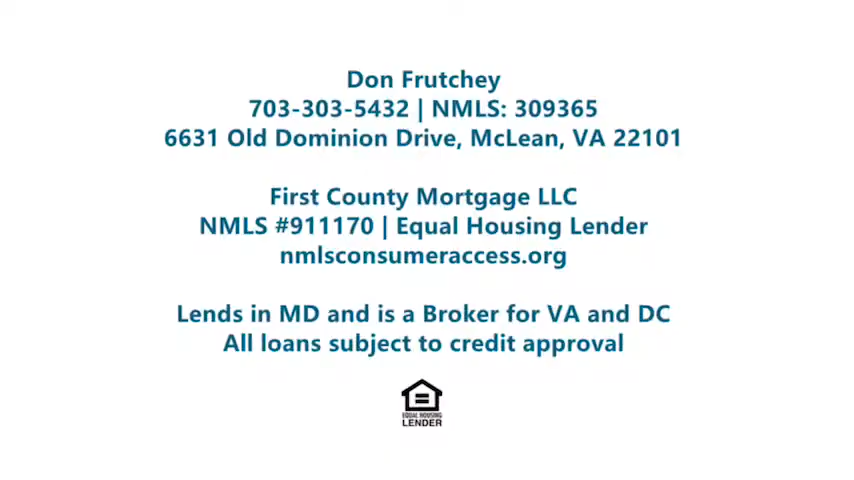 Don Frutchey
703-303-5432 | NMLS: 309365
6631 Old Dominion Drive, McLean, VA 22101
First County Mortgage LLC
NMLS #911170 | Equal Housing Lender
nmlsconsumeraccess.org
Lends in MD and is a Broker for VA and DC
All loans subject to credit approval
EQUAL HOUSING
LENDER